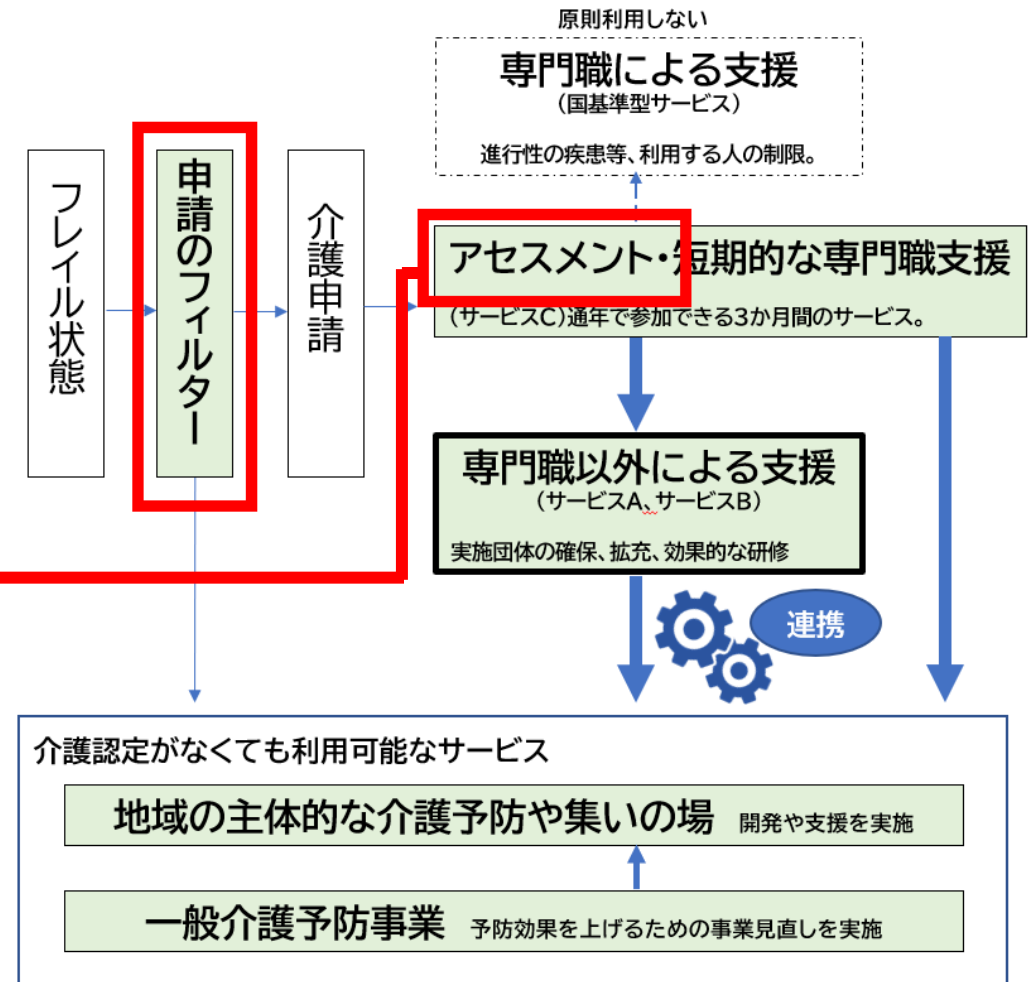 原則利用しない
専門職による支援
(国基準型サービス)
進行性の疾患等、利用する人の制限。
フレイル状態
申請のフィルター
介護申請
アセスメント・短期的な専門職支援
(サービスC)通年で参加できる3か月間のサービス。
専門職以外による支援
(サービスA、サービスB)
実施団体の確保、拡充、効果的な研修
連携
介護認定がなくても利用可能なサービス
地域の主体的な介護予防や集いの場 開発や支援を実施
一般介護予防事業 予防効果を上げるための事業見直しを実施